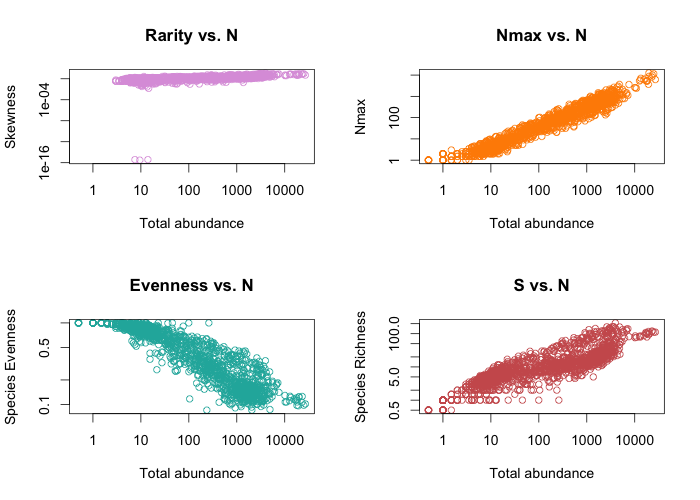 Rarity vs. N
Skewness
1e-04
1e-16
1 10 100 1000 10000
Total abundance
Nmax vs. N
Nmax
100
1
1 10 100 1000 10000
Total abundance
Evenness vs. N
Species Evenness
0.5
0.1
1 10 100 1000 10000
Total abundance
S vs. N
Species Richness
100.0
5.0
0.5
1 10 100 1000 10000
Total abundance